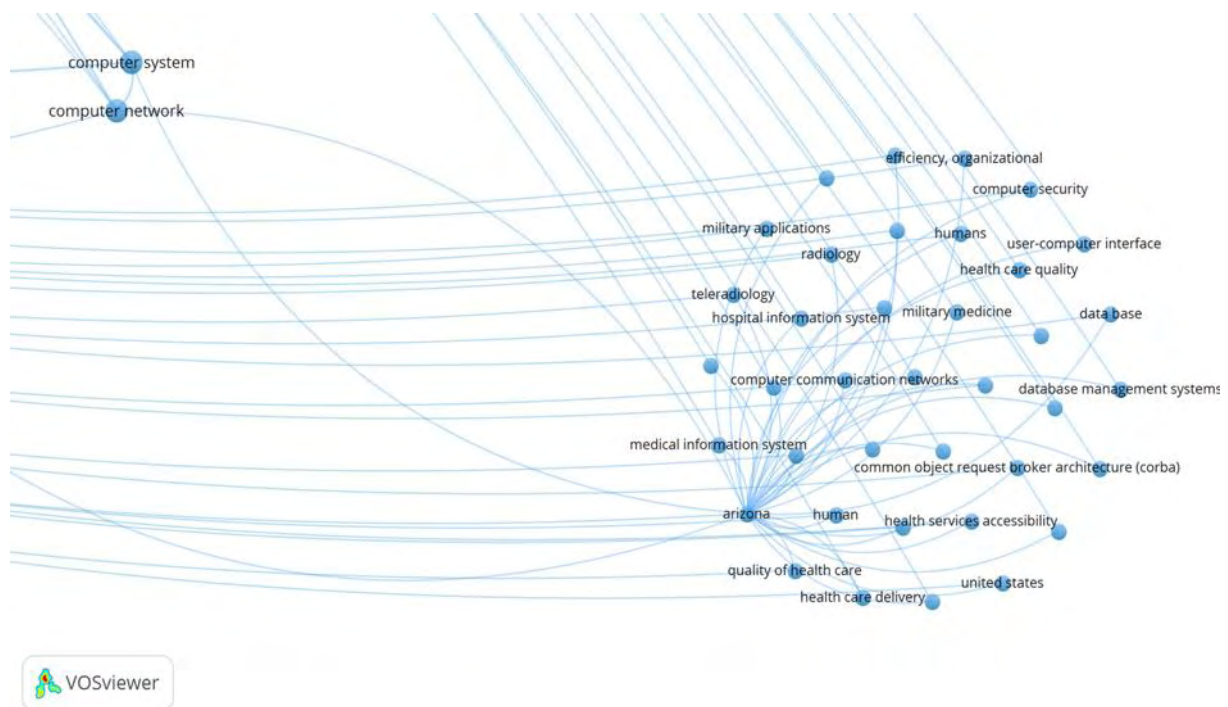 computer system
computer network
efficiency, organizational
computer security
military applications
humans
user-computer interface
radiology
health care quality
teleradiology
hospital information system
military medicine
data base
computer communication networks
database management systems
medical information system
common object request broker architecture (corba)
arizona
human
health services accessibility
quality of health care
united states
health care delivery
VOSviewer